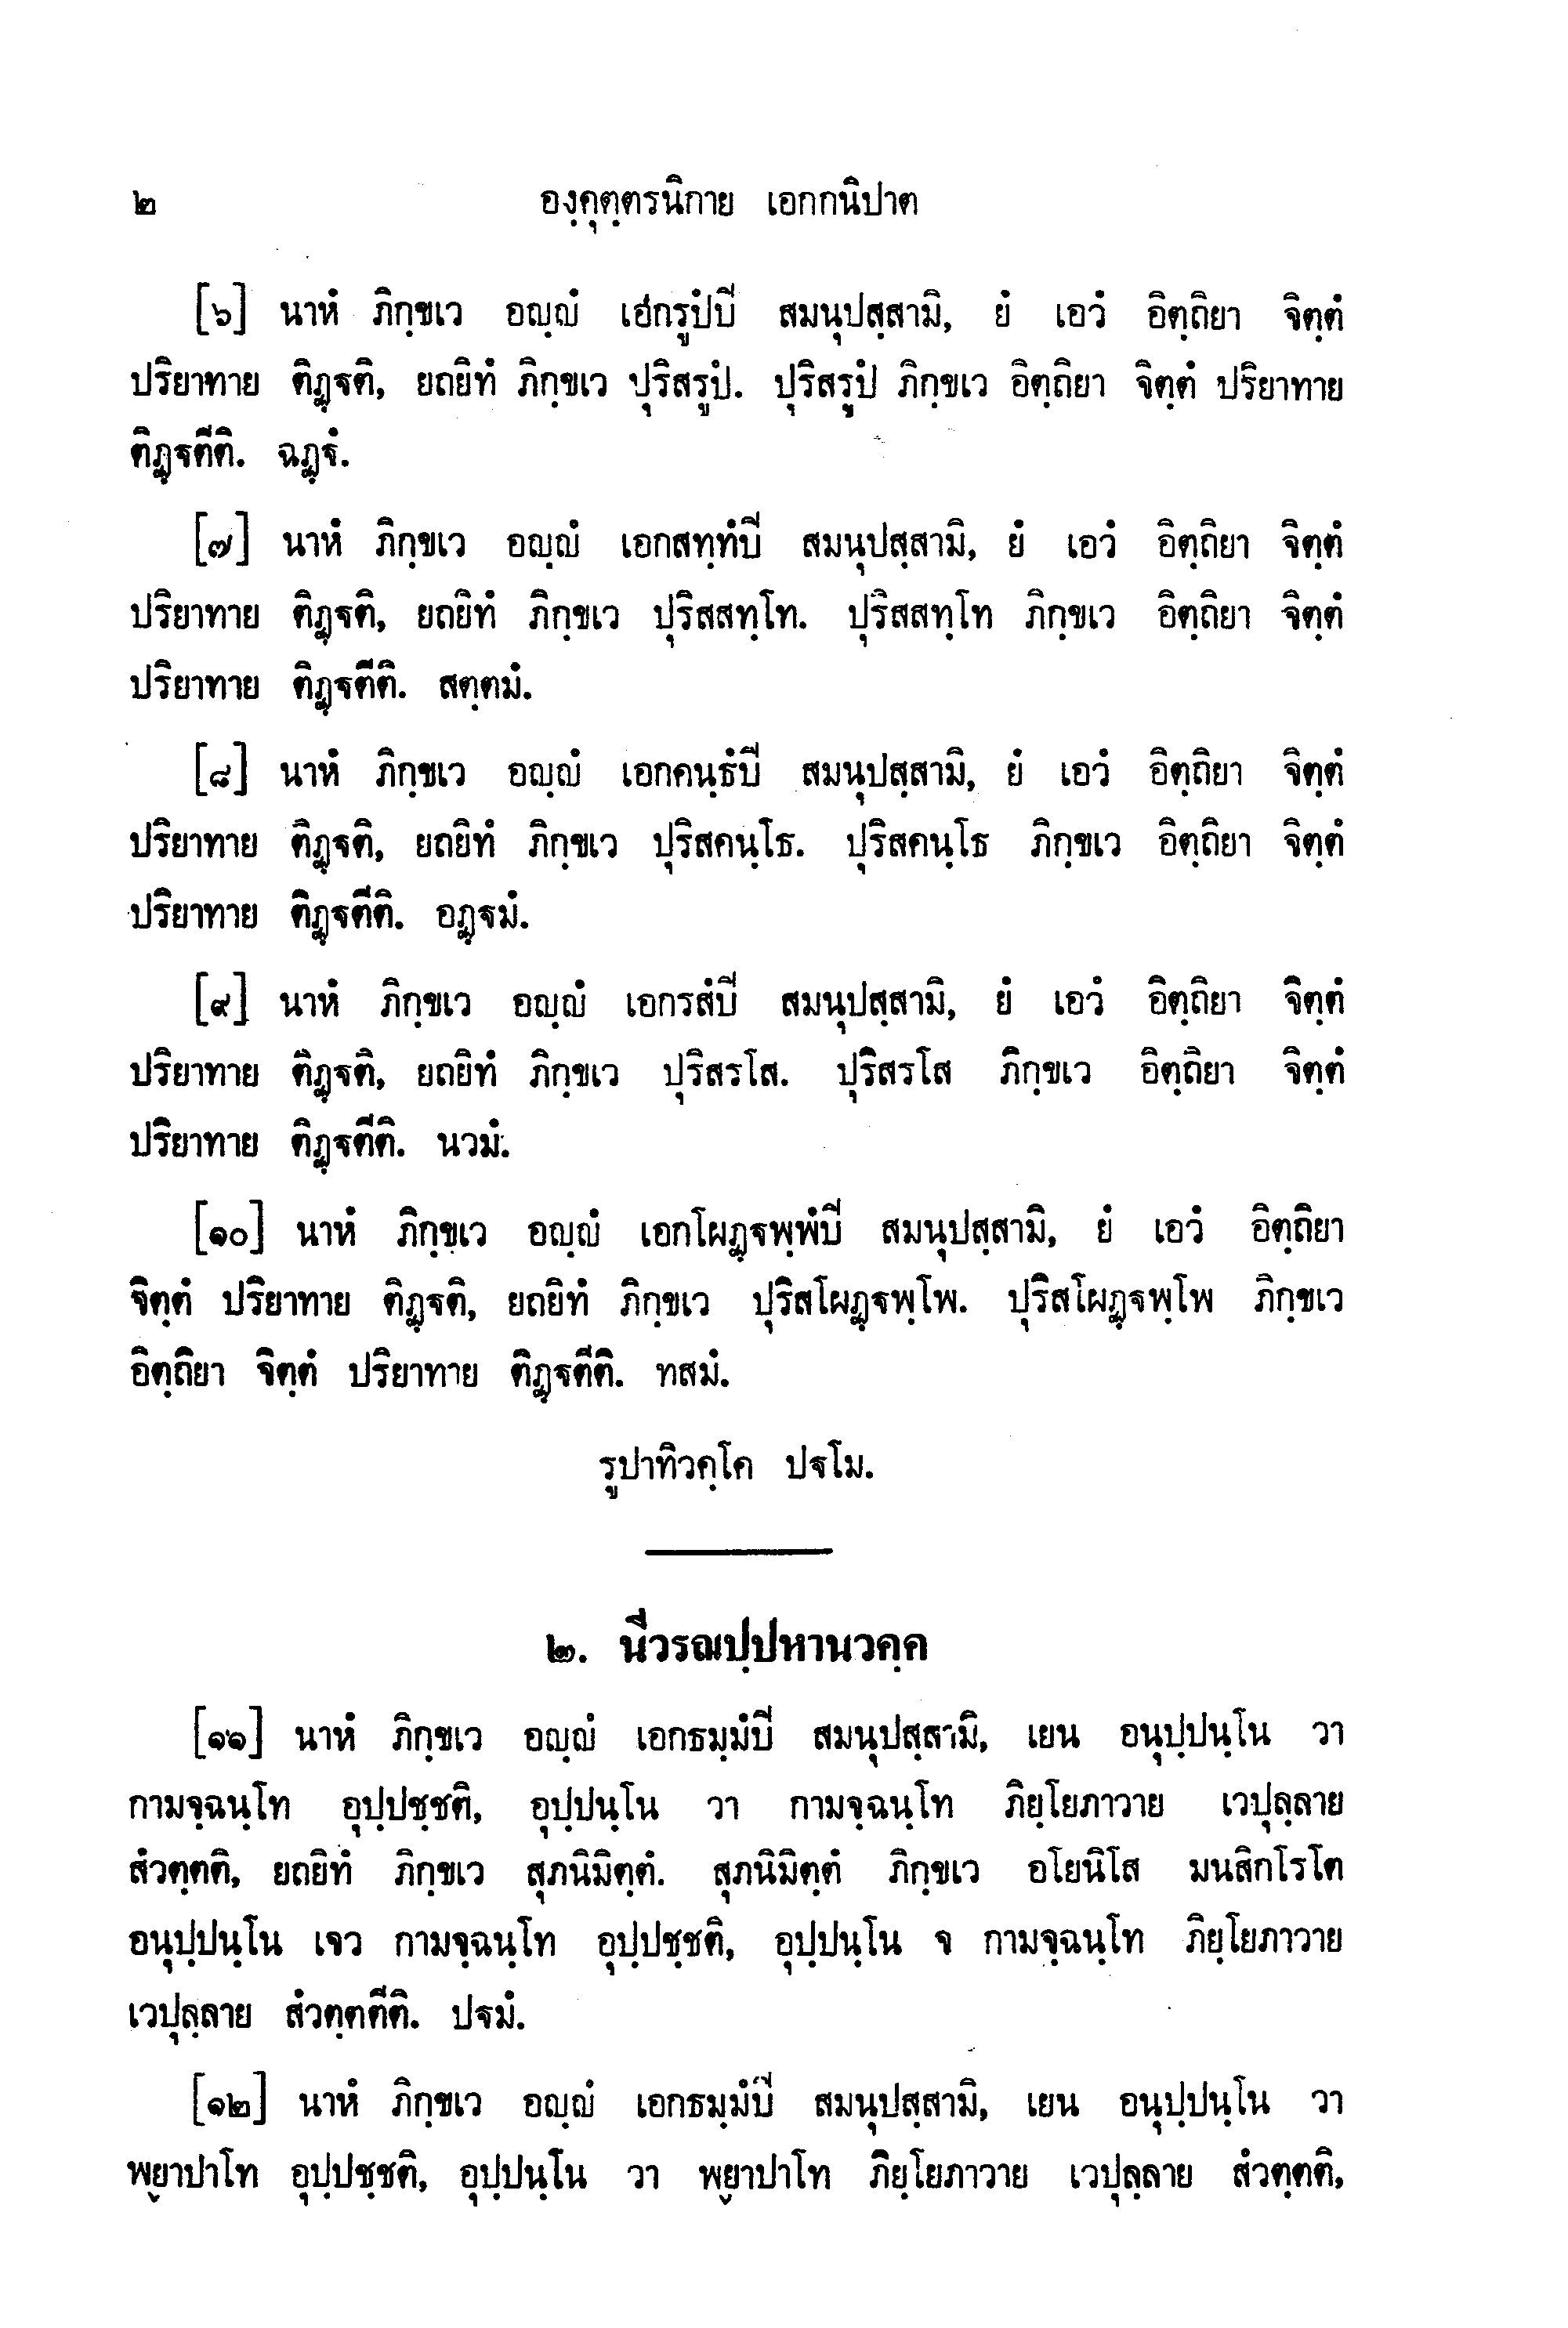 ๒ องฺคุตฺตรนิกาย เอกกนิปาต
[๖] นาหํ ภิกฺขเว อญฺญํ เอกรูปํปี สมนุปสฺสามิ, ยํ เอวํ อิตฺถิยา จิตฺตํ
ปริยาทาย ติฏฺฐติ, ยถยิทํ ภิกฺขเว ปุริสรูปํ. ปุริสรูปํ ภิกฺขเว อิตฺถิยา จิตฺตํ ปริยาทาย
ติฏฺฐตีติ. ฉฏฺฐํ.
[๗] นาหํ ภิกฺขเว อญฺญํ เอกสทฺทํปี สมนุปสฺสามิ, ยํ เอวํ อิตฺถิยา จิตฺตํ
ปริยาทาย ติฏฺฐติ, ยถยิทํ ภิกฺขเว ปุริสสทฺโท. ปุริสสทฺโท ภิกฺขเว อิตฺถิยา จิตฺตํ
ปริยาทาย ติฏฺฐตีติ. สตฺตมํ.
[๘] นาหํ ภิกฺขเว อญฺญํ เอกคนฺธํปี สมนุปสฺสามิ, ยํ เอวํ อิตฺถิยา จิตฺตํ
ปริยาทาย ติฏฺฐติ, ยถยิทํ ภิกฺขเว ปุริสคนฺโธ. ปุริสคนฺโธ ภิกฺขเว อิตฺถิยา จิตฺตํ
ปริยาทาย ติฏฺฐตีติ. อฏฺฐมํ.
[๙] นาหํ ภิกฺขเว อญฺญํ เอกรสํปี สมนุปสฺสามิ, ยํ เอวํ อิตฺถิยา จิตฺตํ
ปริยาทาย ติฏฺฐติ, ยถยิทํ ภิกฺขเว ปุริสรโส. ปุริสรโส ภิกฺขเว อิตฺถิยา จิตฺตํ
ปริยาทาย ติฏฺฐตีติ. นวมํ.
[๑๐] นาหํ ภิกฺขเว อญฺญํ เอกโผฏฺฐพฺพํปี สมนุปสฺสามิ, ยํ เอวํ อิตฺถิยา
จิตฺตํ ปริยาทาย ติฏฺฐติ, ยถยิทํ ภิกฺขเว ปุริสโผฏฺฐพฺโพ. ปุริสโผฏฺฐพฺโพ ภิกฺขเว
อิตฺถิยา จิตฺตํ ปริยาทาย ติฏฺฐตีติ. ทสมํ.
รูปาทิวคฺโค ปฐโม.
๒. นีวรณปฺปหานวคฺค
[๑๑] นาหํ ภิกฺขเว อญฺญํ เอกธมฺมํปี สมนุปสฺสามิ, เยน อนุปฺปนฺโน วา
กามจฺฉนฺโท อุปฺปชฺชติ, อุปฺปนฺโน วา กามจฺฉนฺโท ภิยฺโยภาวาย เวปุลฺลาย
สํวตฺตติ, ยถยิทํ ภิกฺขเว สุภนิมิตฺตํ. สุภนิมิตฺตํ ภิกฺขเว อโยนิโส มนสิกโรโต
อนุปฺปนฺโน เจว กามจฺฉนฺโท อุปฺปชฺชติ, อุปฺปนฺโน จ กามจฺฉนฺโท ภิยฺโยภาวาย
เวปุลฺลาย สํวตฺตตีติ. ปฐมํ.
[๑๒] นาหํ ภิกฺขเว อญฺญํ เอกธมฺมํปี สมนุปสฺสามิ, เยน อนุปฺปนฺโน วา
พฺยาปาโท อุปฺปชฺชติ, อุปฺปนฺโน วา พฺยาปาโท ภิยฺโยภาวาย เวปุลฺลาย สํวตฺตติ,